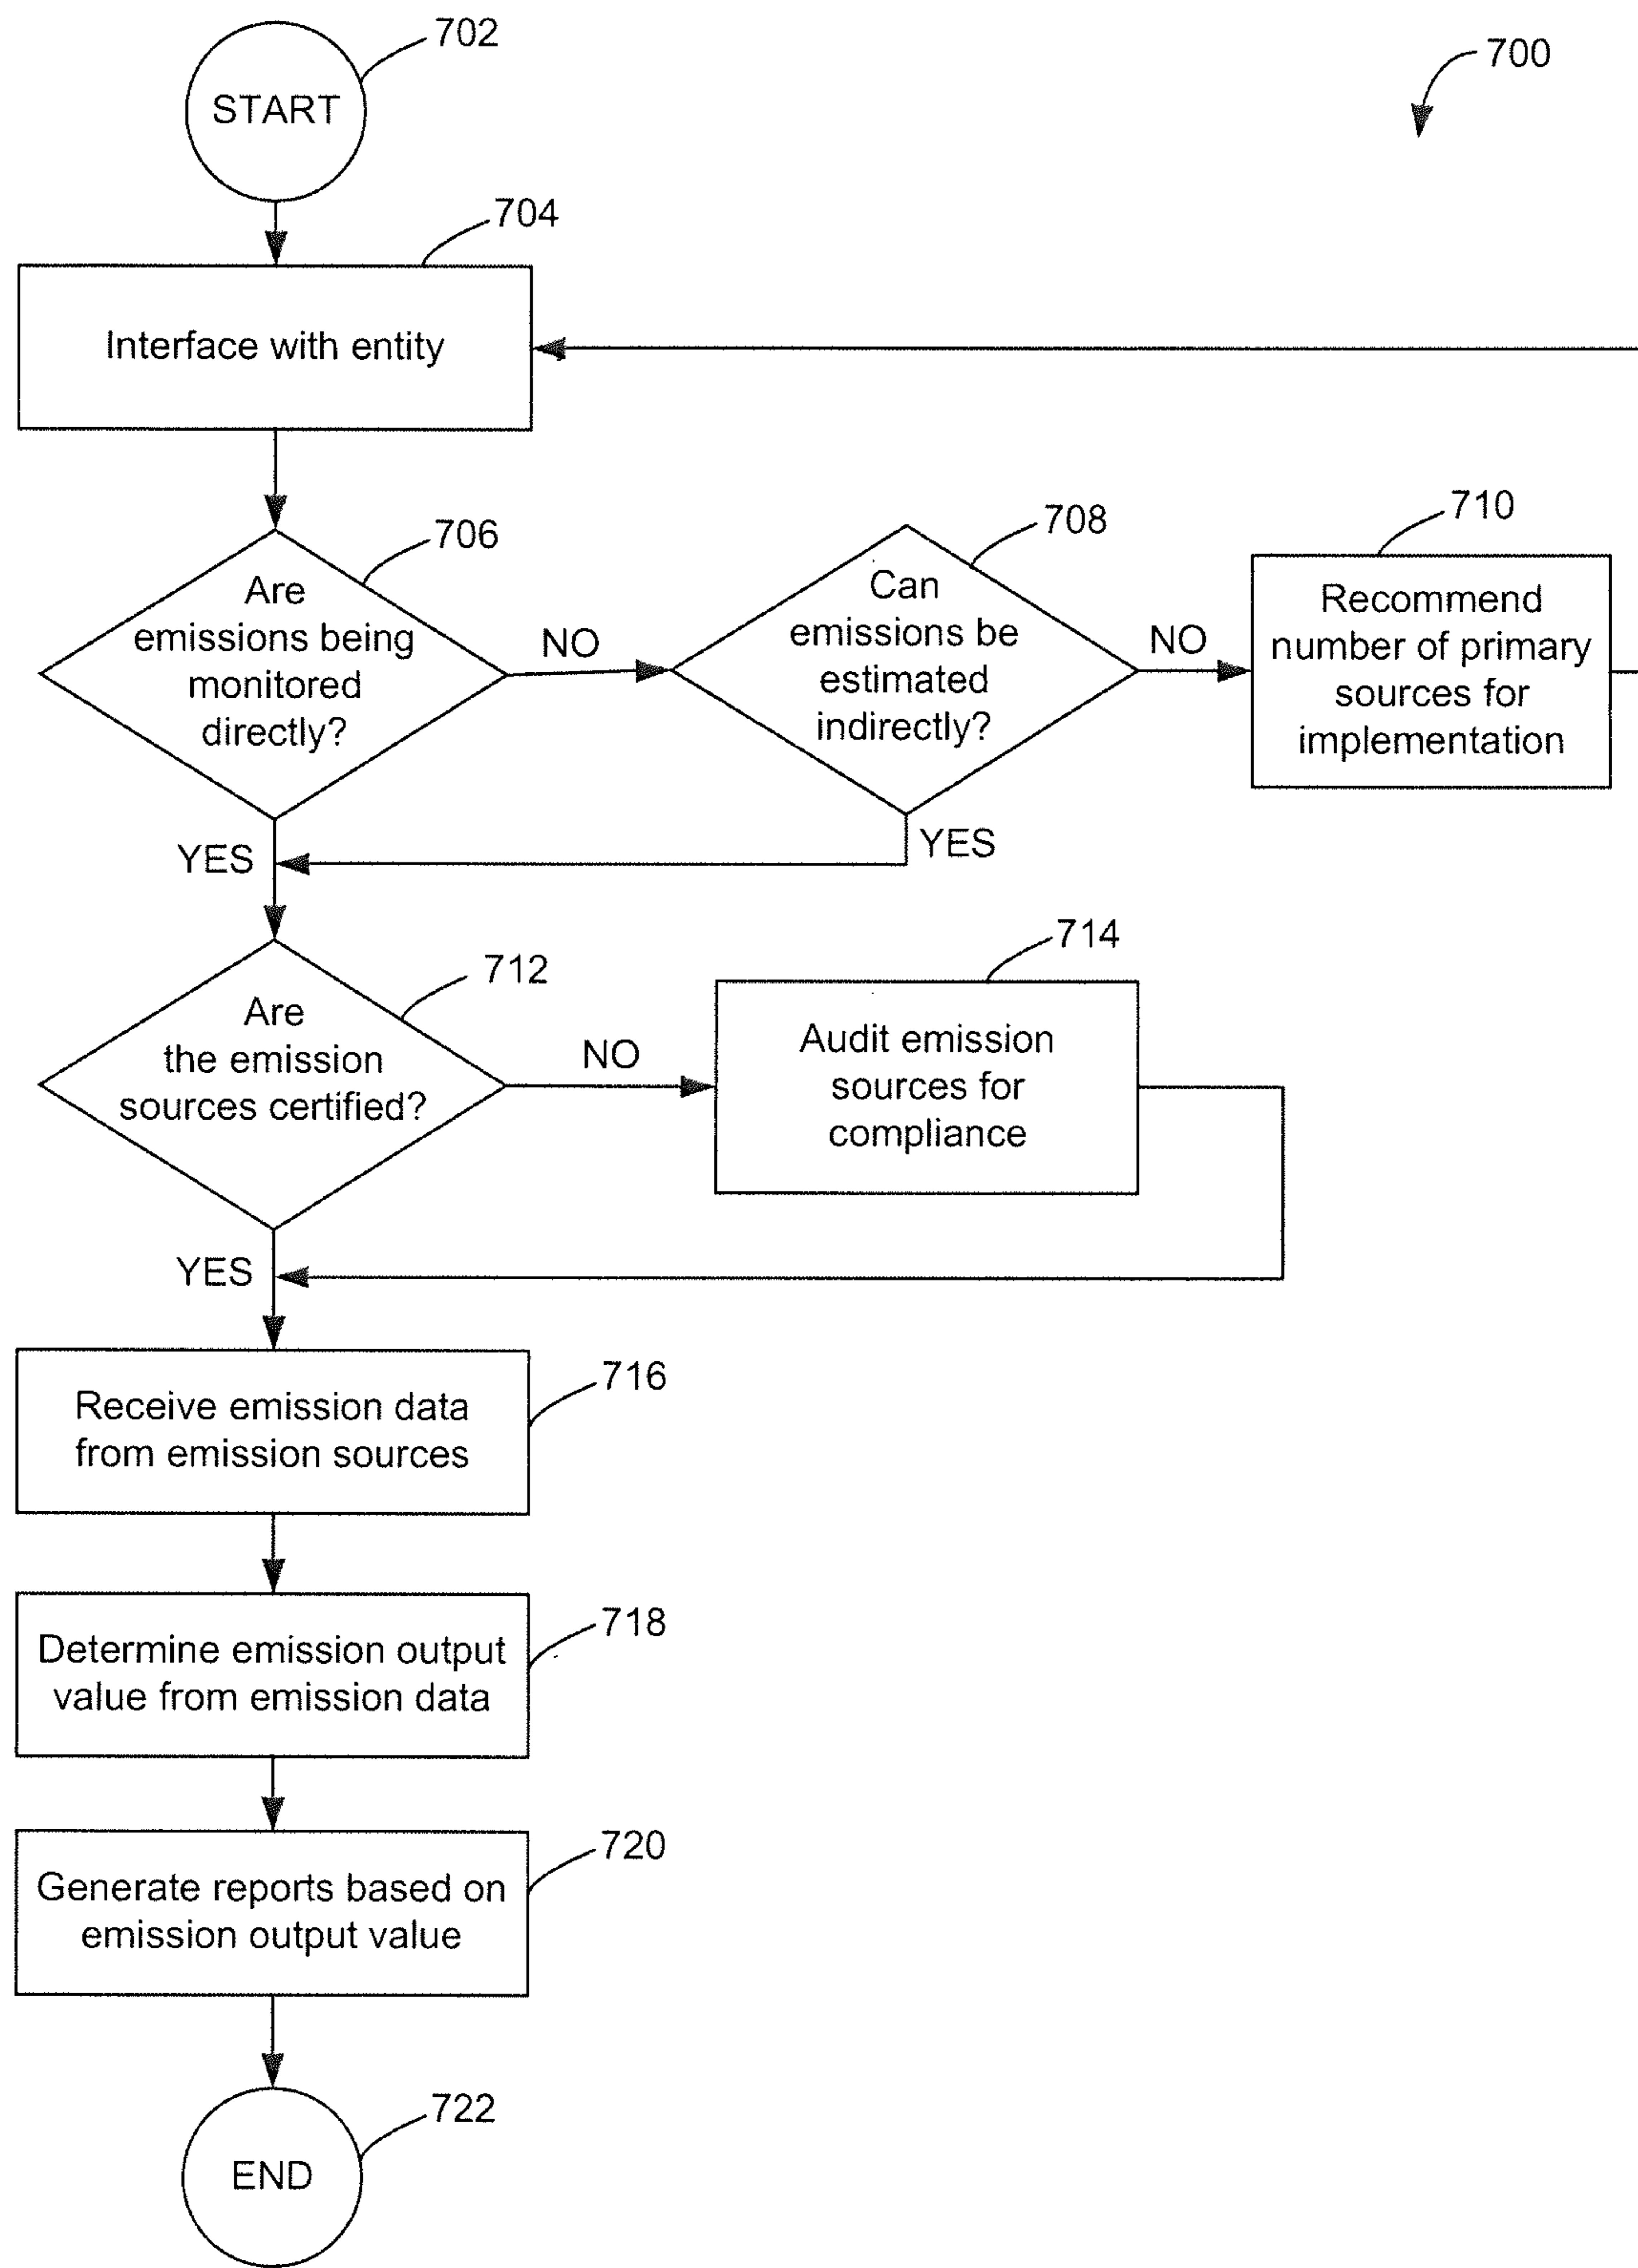 702
700
START
704
Interface with entity
706
Are
emissions being
monitored
directly?
NO
708
Can
emissions be
estimated
indirectly?
NO
710
Recommend
number of primary
sources for
implementation
YES
YES
712
Are
the emission
sources certified?
NO
714
Audit emission
sources for
compliance
YES
716
Receive emission data
from emission sources
718
Determine emission output
value from emission data
720
Generate reports based on
emission output value
722
END